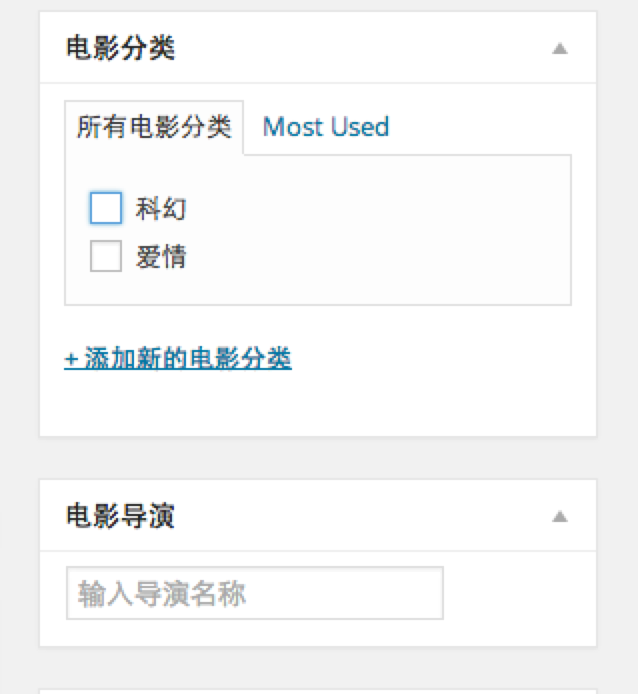 电影分类
所有电影分类 Most Used
科幻
爱情
+ 添加新的电影分类
电影导演
输入导演名称